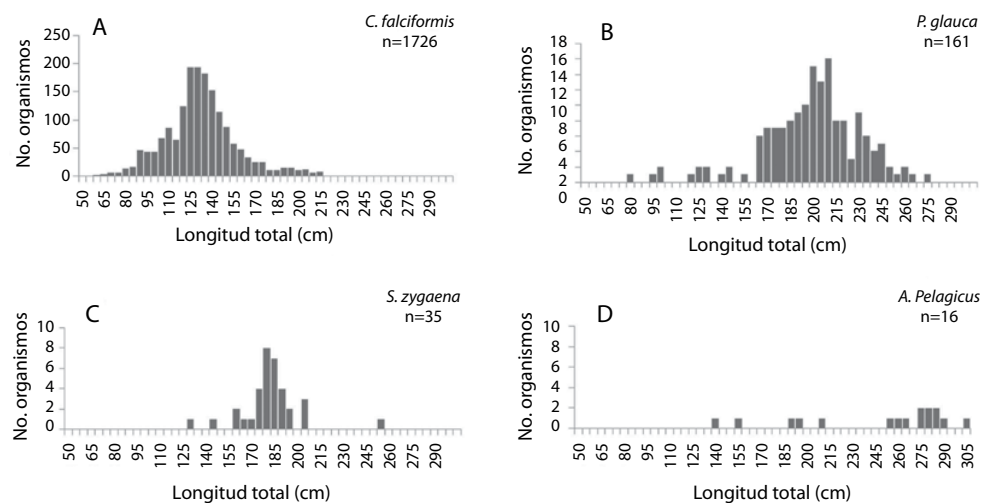 A
C. falciformis
n=1726
No. organismos
250
200
150
100
50
0
50 65 80 95 110 125 140 155 170 185 200 215 230 245 260 275 290
Longitud total (cm)
B
P. glauca
n=161
No. organismos
18
16
14
12
10
8
6
4
2
2
0
50 65 80 95 110 125 140 155 170 185 200 215 230 245 260 275 290
Longitud total (cm)
C
S. zygaena
n=35
No. organismos
10
8
6
4
2
0
50 65 80 95 110 125 140 155 170 185 200 215 230 245 260 275 290
Longitud total (cm)
D
A. Pelagicus
n=16
No. organismos
10
8
6
4
2
0
50 65 80 95 110 125 140 155 170 185 200 215 230 245 260 275 290 305
Longitud total (cm)